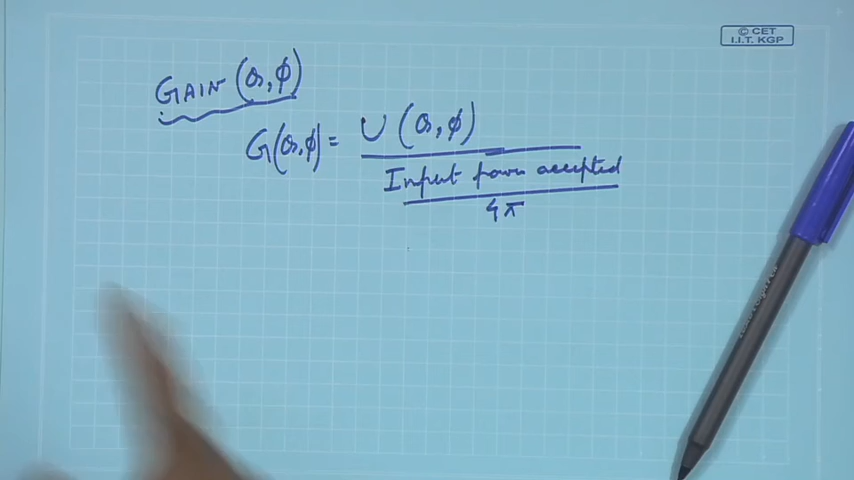 © CET
I.I.T. KGP
GAIN (θ,ϕ)
G(θ,ϕ) = U (θ,ϕ)
Input power accepted
4π